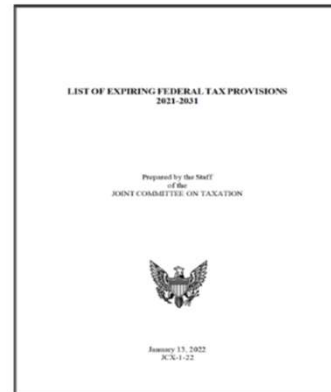 LIST OF EXPIRING FEDERAL TAX PROVISIONS
2021-2031
Prepared by the Staff
of the
JOINT COMMITTEE ON TAXATION
January 13, 2022
JCX-1-22